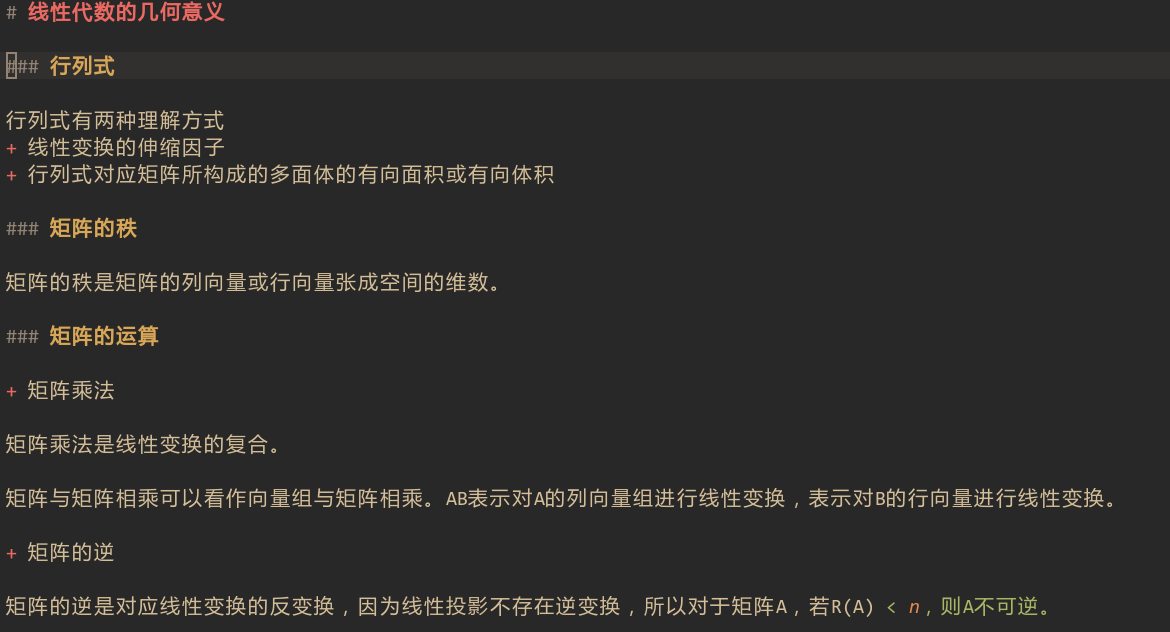 # 线性代数的几何意义
### 行列式
行列式有两种理解方式
+ 线性变换的伸缩因子
+ 行列式对应矩阵所构成的多面体的有向面积或有向体积
### 矩阵的秩
矩阵的秩是矩阵的列向量或行向量张成空间的维数。
### 矩阵的运算
+ 矩阵乘法
矩阵乘法是线性变换的复合。
矩阵与矩阵相乘可以看作向量组与矩阵相乘。AB表示对A的列向量组进行线性变换，表示对B的行向量进行线性变换。
+ 矩阵的逆
矩阵的逆是对应线性变换的反变换，因为线性投影不存在逆变换，所以对于矩阵A，若R(A) < n，则A不可逆。